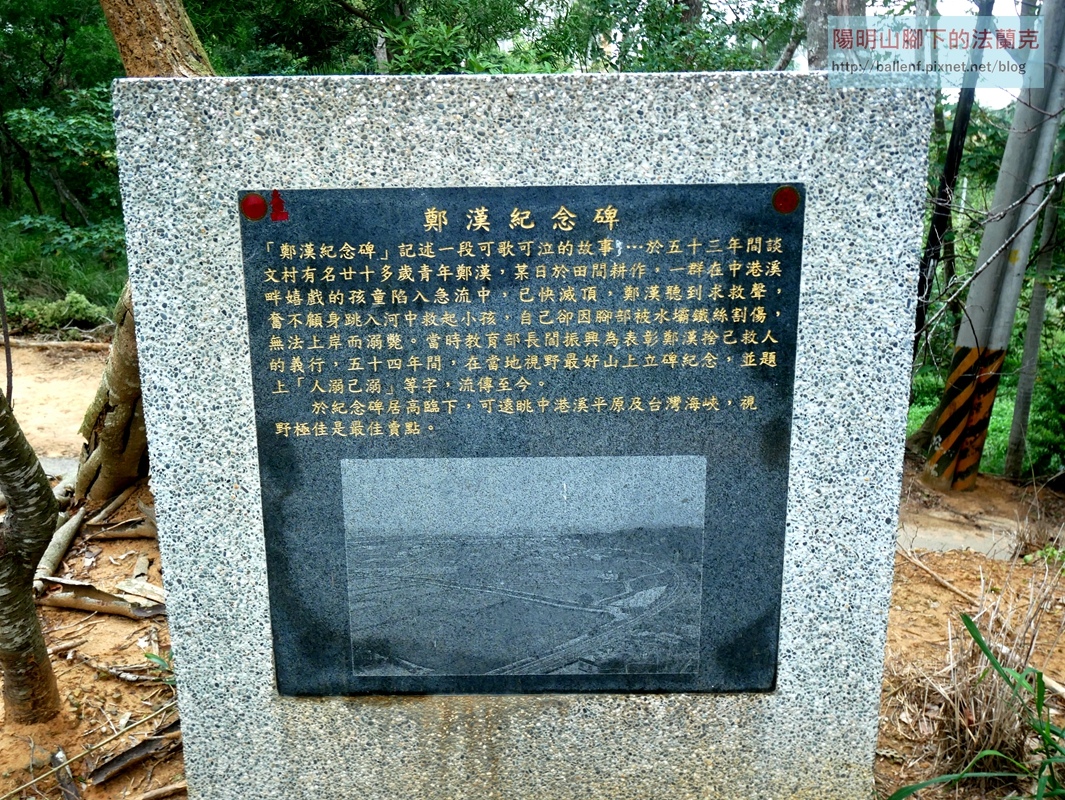 陽明山腳下的法蘭克
http://ballenf.pixnet.net/blog
鄭漢紀念碑
「鄭漢紀念碑」記述一段可歌可泣的故事;…於五十三年間談
文村有名廿十多歲青年鄭漢,某日於田間耕作,一群在中港溪
畔嬉戲的孩童陷入急流中,已快滅頂,鄭漢聽到求救聲,
奮不顧身跳入河中救起小孩,自己卻因腳部被水壩鐵絲割傷,
無法上岸而溺斃。當時教育部長閻振興為表彰鄭漢捨己救人
的義行,五十四年間,在當地視野最好山上立碑紀念,並題
上「人溺己溺」等字,流傳至今。
於紀念碑居高臨下,可遠眺中港溪平原及台灣海峽,視
野極佳是最佳賣點。